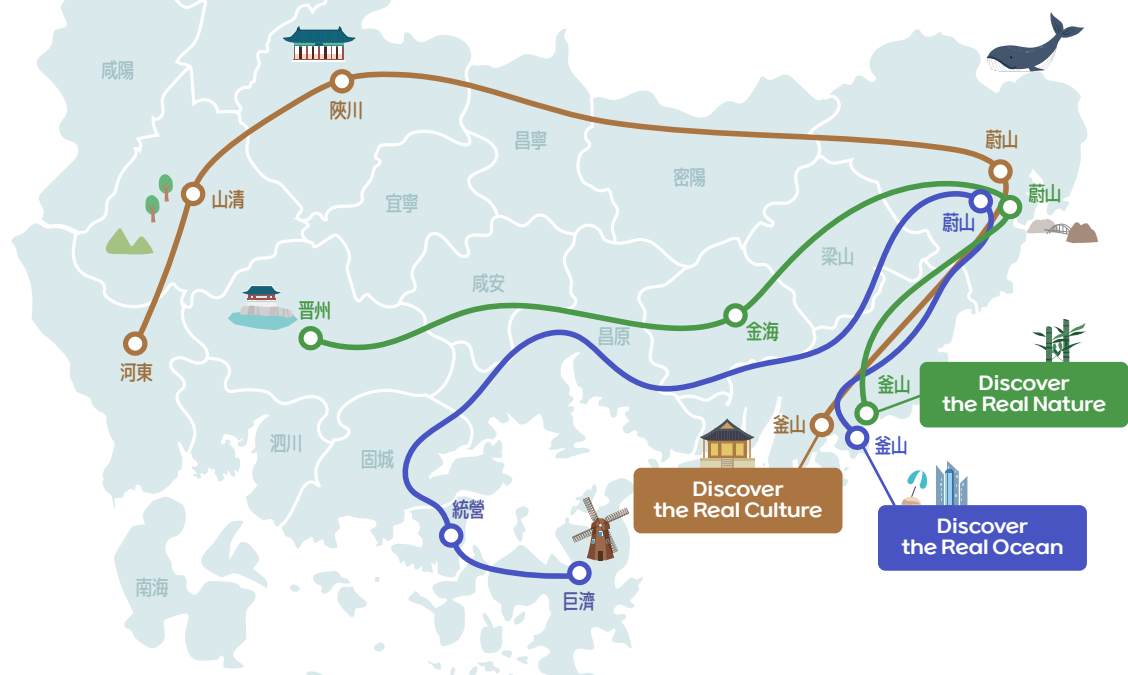 咸陽
陜川
蔚山
昌寧
密陽
山清
宜寧
蔚山
蔚山
梁山
咸安
晋州
金海
昌原
河東
釜山
Discover
the Real Nature
釜山
釜山
泗川
固城
Discover
the Real Culture
統營
Discover
the Real Ocean
南海
巨濟